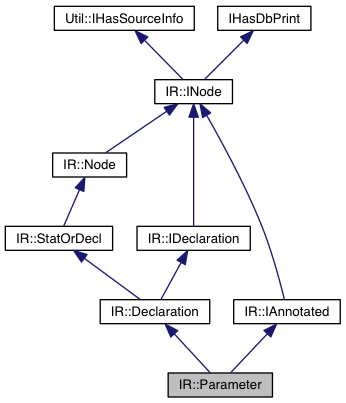 Util::IHasSourceInfo
IHasDbPrint
IR::INode
IR::Node
IR::StatOrDecl
IR::IDeclaration
IR::Declaration
IR::IAnnotated
IR::Parameter